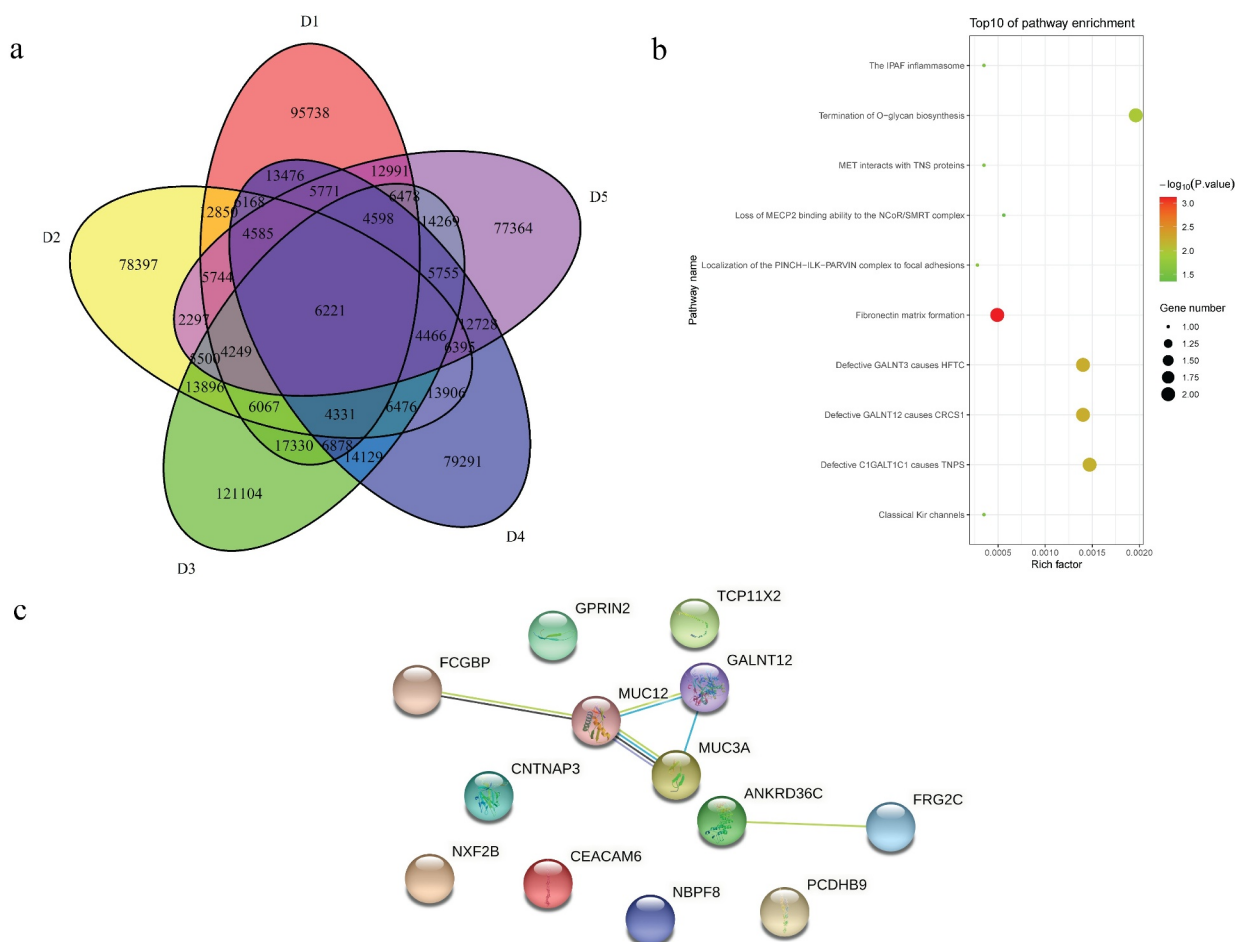 a
D1
D2
D3
D4
D5
95738
13476
12991
5771
6478
6168
12850
4598
14269
77364
4585
78397
5744
5755
6221
2297
12728
4466
6395
4249
5500
13896
13906
6067
4331
6476
17330
6878
14129
79291
121104
b
Top10 of pathway enrichment
Pathway name
The IPAF inflammasome
Termination of O−glycan biosynthesis
MET interacts with TNS proteins
Loss of MECP2 binding ability to the NCoR/SMRT complex
Localization of the PINCH−ILK−PARVIN complex to focal adhesions
Fibronectin matrix formation
Defective GALNT3 causes HFTC
Defective GALNT12 causes CRCS1
Defective C1GALT1C1 causes TNPS
Classical Kir channels
0.0005 0.0010 0.0015 0.0020
Rich factor
−log10(P.value)
3.0
2.5
2.0
1.5
Gene number
1.00
1.25
1.50
1.75
2.00
c
GPRIN2
TCP11X2
FCGBP
GALNT12
MUC12
MUC3A
CNTNAP3
ANKRD36C
FRG2C
NXF2B
CEACAM6
NBPF8
PCDHB9